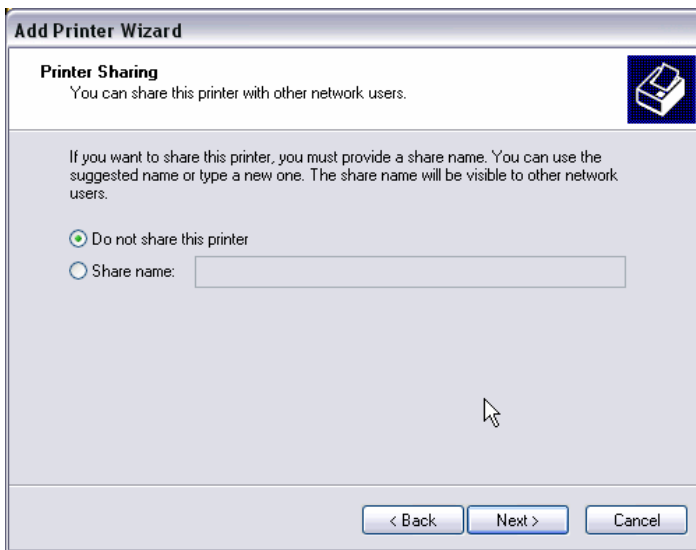 Add Printer Wizard
Printer Sharing
You can share this printer with other network users.
If you want to share this printer, you must provide a share name. You can use the
suggested name or type a new one. The share name will be visible to other network
users.
Do not share this printer
Share name:
< Back Next > Cancel